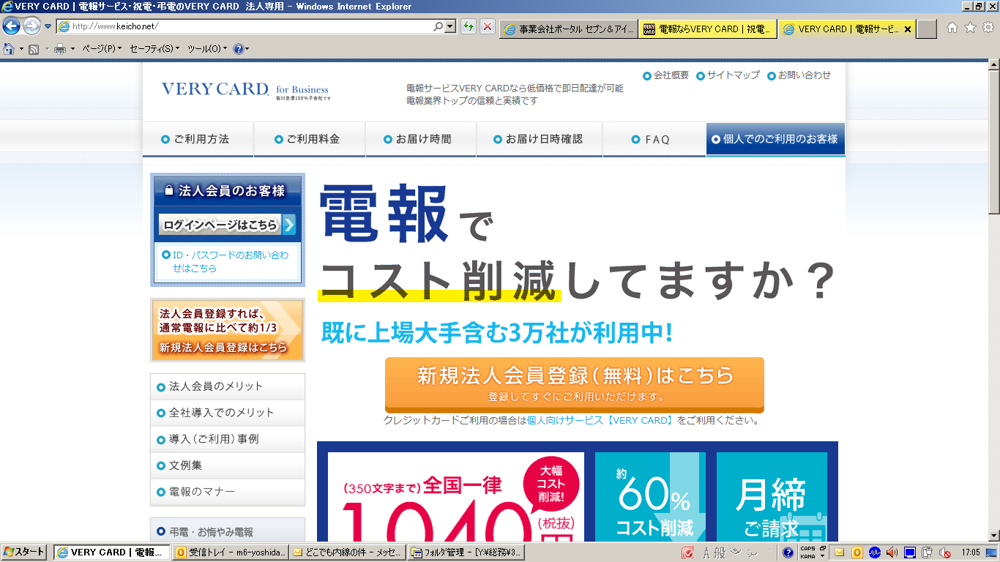 VERY CARD | 電報サービス・祝電・弔電のVERY CARD 法人専用 - Windows Internet Explorer
http://www.keicho.net/
事業会社ポータル セブン＆アイ...
電報ならVERY CARD | 祝電...
VERY CARD | 電報サービ...
ページ(P)
セーフティ(S)
ツール(O)
会社概要
サイトマップ
お問い合わせ
VERY CARD for Business
佐川急便100%子会社です
電報サービスVERY CARDなら低価格で即日配達が可能
電報業界トップの信頼と実績です
ご利用方法
ご利用料金
お届け時間
お届け日時確認
FAQ
個人でのご利用のお客様
法人会員のお客様
ログインページはこちら
ID・パスワードのお問い合わ
せはこちら
法人会員登録すれば、
通常電報に比べて約1/3
新規法人会員登録はこちら
法人会員のメリット
全社導入でのメリット
導入（ご利用）事例
文例集
電報のマナー
弔電・お悔やみ電報
電報で
コスト削減してますか？
既に上場大手含む3万社が利用中！
新規法人会員登録（無料）はこちら
登録してすぐにご利用いただけます。
クレジットカードご利用の場合は個人向けサービス【VERY CARD】をご利用ください。
（350文字まで）全国一律
1040円
（税抜）
大幅
コスト
削減！
約
60%
コスト削減
月締
ご請求
スタート
VERY CARD | 電報...
受信トレイ - m6-yoshida...
どこでも内線の件 - メッセ...
フォルダ管理 - [Y:¥総務¥3...
A 般
CAPS
KANA
17:05